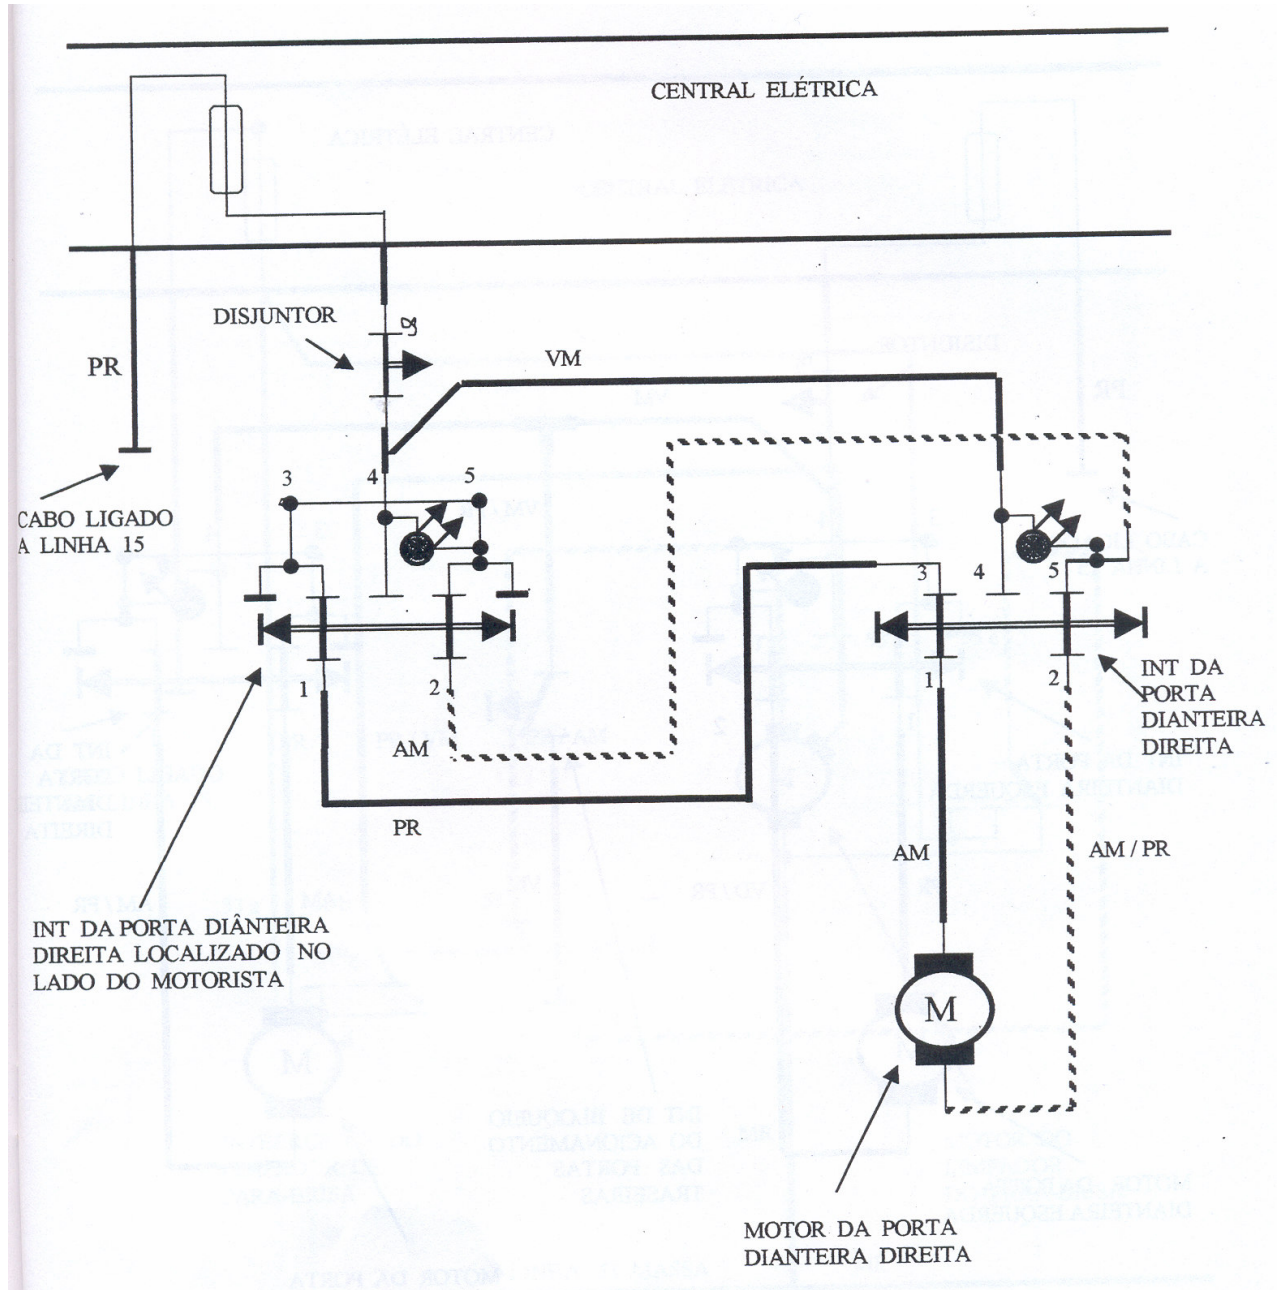 CENTRAL ELÉTRICA
DISJUNTOR
VM
PR
3
4
5
CABO LIGADO
A LINHA 15
3
4
5
1
2
1
2
INT DA
PORTA
DIANTEIRA
DIREITA
AM
PR
AM
AM / PR
INT DA PORTA DIÂNTEIRA
DIREITA LOCALIZADO NO
LADO DO MOTORISTA
M
MOTOR DA PORTA
DIANTEIRA DIREITA